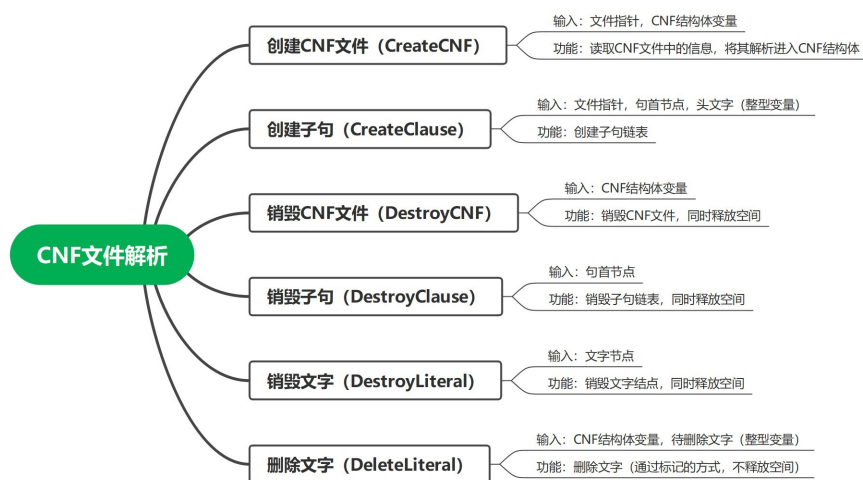 CNF文件解析
创建CNF文件（CreateCNF）
输入：文件指针，CNF结构体变量
功能：读取CNF文件中的信息，将其解析进入CNF结构体
创建子句（CreateClause）
输入：文件指针，句首节点，头文字（整型变量）
功能：创建子句链表
销毁CNF文件（DestroyCNF）
输入：CNF结构体变量
功能：销毁CNF文件，同时释放空间
销毁子句（DestroyClause）
输入：句首节点
功能：销毁子句链表，同时释放空间
销毁文字（DestroyLiteral）
输入：文字节点
功能：销毁文字结点，同时释放空间
删除文字（DeleteLiteral）
输入：CNF结构体变量，待删除文字（整型变量）
功能：删除文字（通过标记的方式，不释放空间）